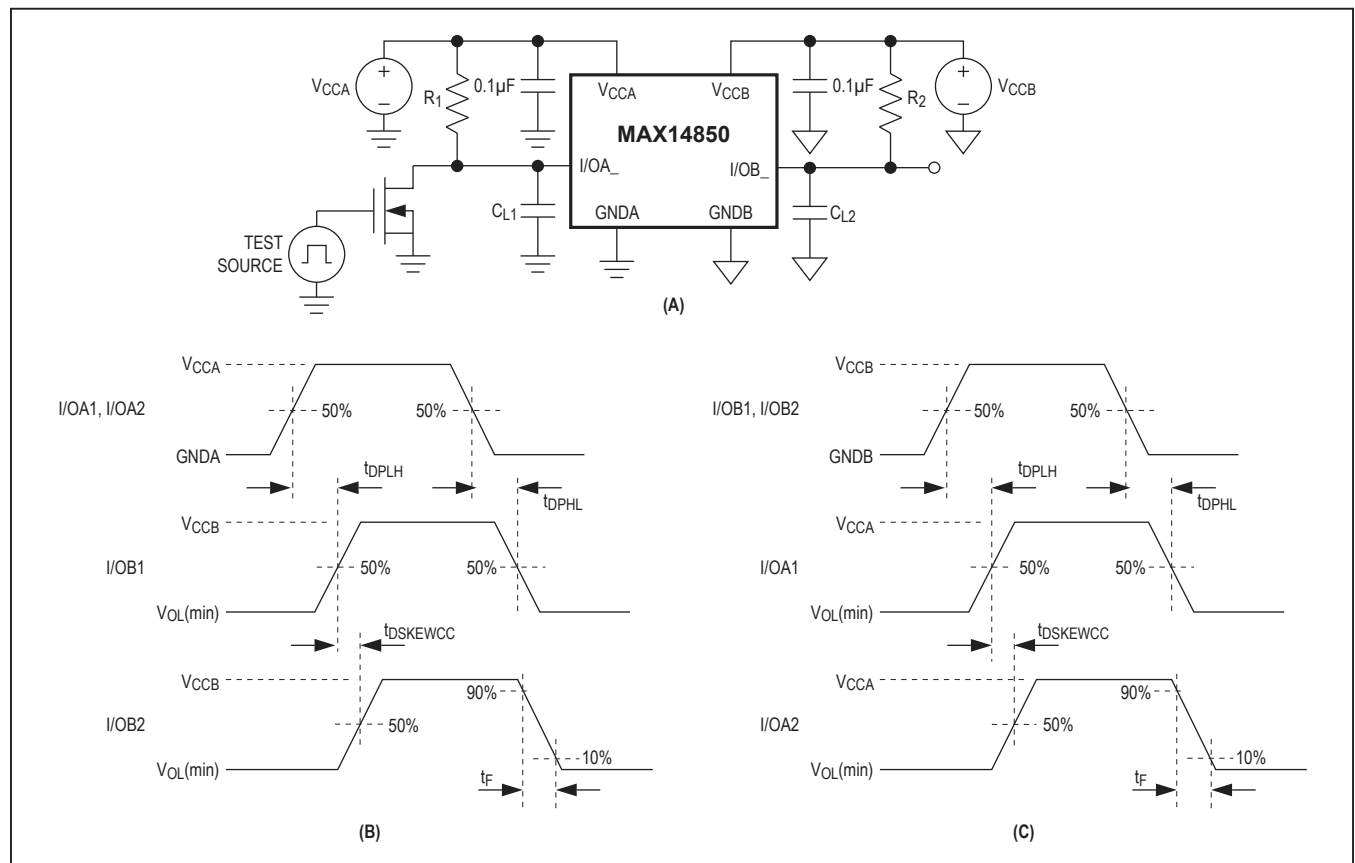 VCCA
+
−
R1
0.1µF
VCCA
VCCB
0.1µF
R2
+
−
VCCB
MAX14850
I/OA_
I/OB_
CL1
GNDA
GNDB
CL2
TEST
SOURCE
(A)
VCCA
I/OA1, I/OA2
50%
50%
GNDA
tDPLH
tDPHL
VCCB
I/OB1
50%
50%
VOL(min)
tDSKEWCC
VCCB
90%
I/OB2
50%
10%
VOL(min)
tF
(B)
VCCB
I/OB1, I/OB2
50%
50%
GNDB
tDPLH
tDPHL
VCCA
I/OA1
50%
50%
VOL(min)
tDSKEWCC
VCCA
90%
I/OA2
50%
10%
VOL(min)
tF
(C)